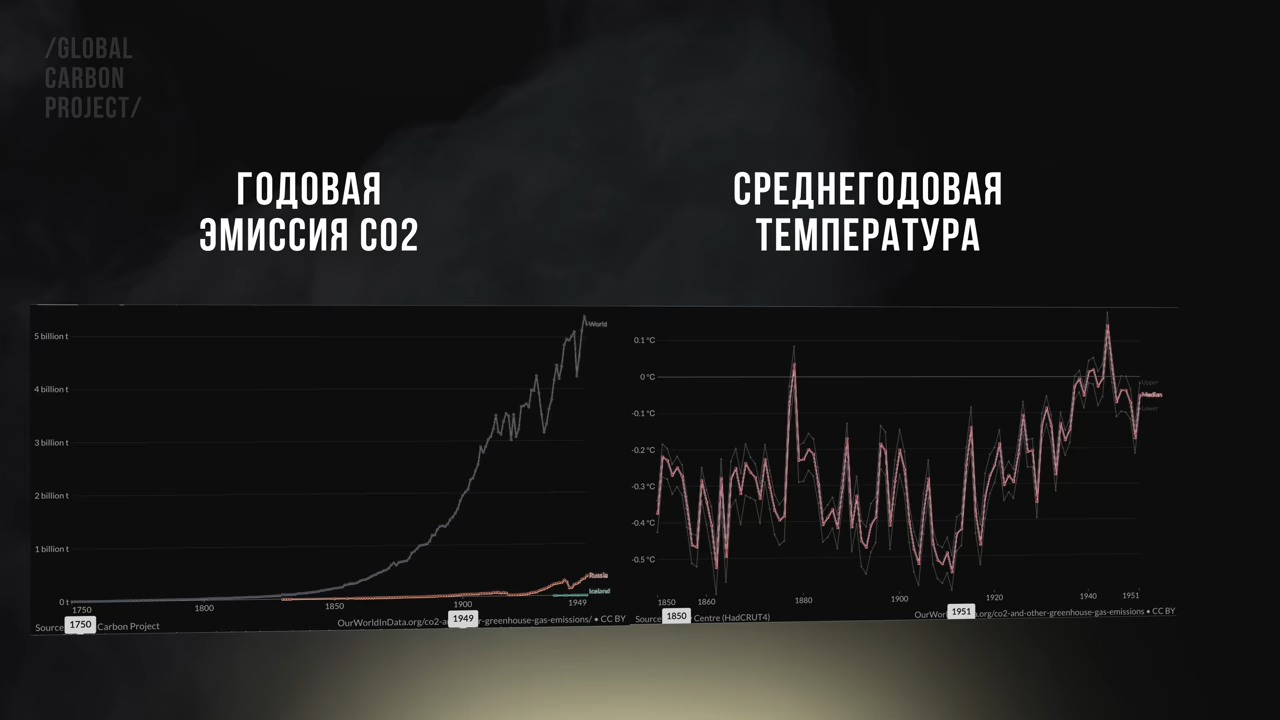 /GLOBAL
CARBON
PROJECT/
ГОДОВАЯ
ЭМИССИЯ CO2
СРЕДНЕГОДОВАЯ
ТЕМПЕРАТУРА
5 billion t
4 billion t
3 billion t
2 billion t
1 billion t
0 t
World
Russia
Iceland
1750
1800
1850
1900
1949
Source
1750
Carbon Project
OurWorldInData.org/co2-a
1949
r-greenhouse-gas-emissions/ • CC BY
0.1 °C
0 °C
-0.1 °C
-0.2 °C
-0.3 °C
-0.4 °C
-0.5 °C
Upper
Median
Lower
1850
1860
1880
1900
1920
1940
1951
Source
1850
Centre (HadCRUT4)
OurWor
1951
a.org/co2-and-other-greenhouse-gas-emissions • CC BY